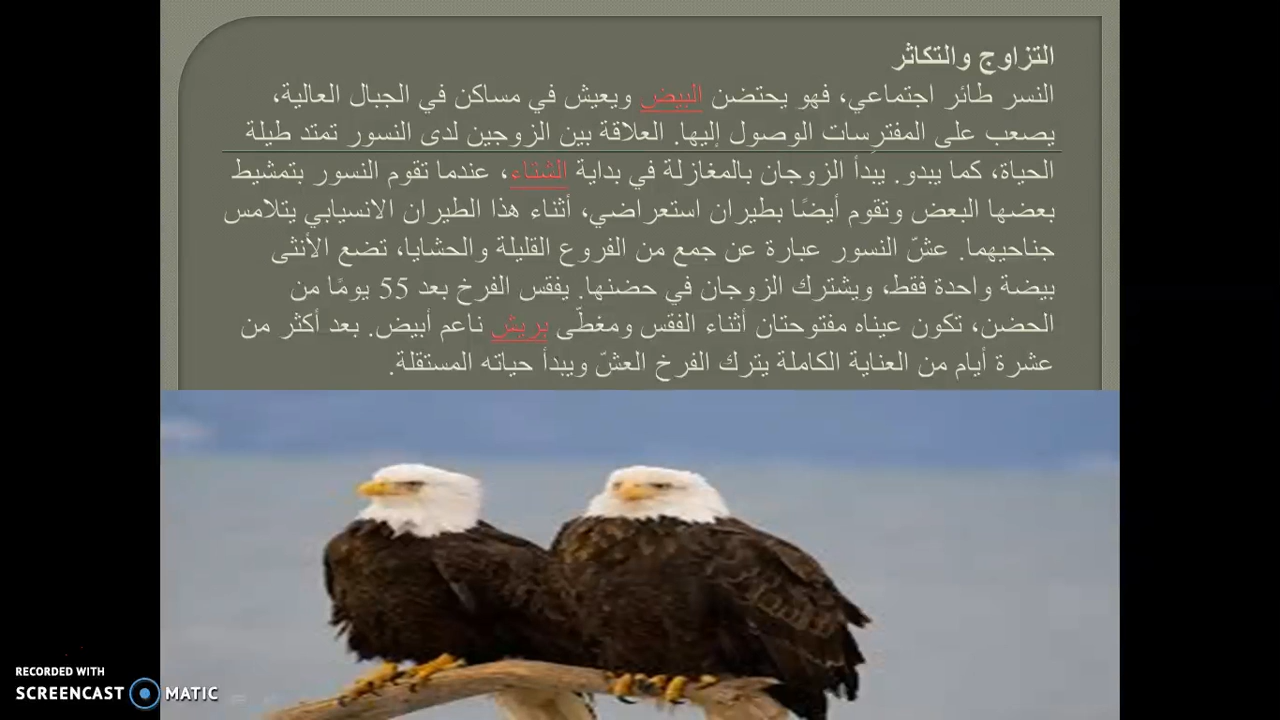 التزاوج والتكاثر
النسر طائر اجتماعي، فهو يحتضن البيض ويعيش في مساكن في الجبال العالية،
يصعب على المفترِسات الوصول إليها. العلاقة بين الزوجين لدى النسور تمتد طيلة
الحياة، كما يبدو. يبدأ الزوجان بالمغازلة في بداية الشتاء، عندما تقوم النسور بتمشيط
بعضها البعض وتقوم أيضًا بطيران استعراضي، أثناء هذا الطيران الانسيابي يتلامس
جناحيهما. عشّ النسور عبارة عن جمع من الفروع القليلة والحشايا، تضع الأنثى
بيضة واحدة فقط، ويشترك الزوجان في حضنها. يفقس الفرخ بعد 55 يومًا من
الحضن، تكون عيناه مفتوحتان أثناء الفقس ومغطّى بريش ناعم أبيض. بعد أكثر من
عشرة أيام من العناية الكاملة يترك الفرخ العشّ ويبدأ حياته المستقلة.
RECORDED WITH
SCREENCAST MATIC